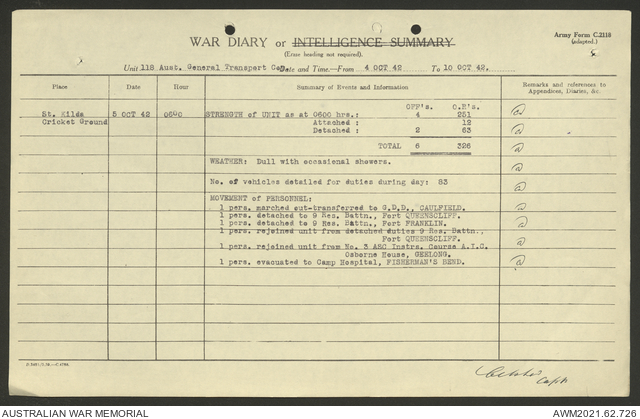 WAR DIARY or INTELLIGENCE SUMMARY
Army Form C.2118
(adapted.)
(Erase heading not required).
Unit 118 Aust. General Transport Coy Date and Time.—From 4 OCT 42 To 10 OCT 42.
Place Date Hour Summary of Events and Information Remarks and references to Appendices, Diaries, &c.
OFF's. O.R's.
St. Kilda 5 OCT 42 0600 STRENGTH of UNIT as at 0600 hrs.: 4 251
Cricket Ground Attached : 12
Detached : 2 63
TOTAL 6 326
WEATHER: Dull with occasional showers.
No. of vehicles detailed for duties during day: 83
MOVEMENT of PERSONNEL:
1 pers. marched out-transferred to G.D.D., CAULFIELD.
1 pers. detached to 9 Res. Battn., Fort QUEENSCLIFF.
1 pers. detached to 9 Res. Battn., Fort FRANKLIN.
1 pers. rejoined unit from detached duties 9 Res. Battn.,
Fort QUEENSCLIFF.
1 pers. rejoined unit from No. 3 ASC Instrs. Course A.I.C.
Osborne House, GEELONG.
1 pers. evacuated to Camp Hospital, FISHERMAN'S BEND.
Capt
AUSTRALIAN WAR MEMORIAL
AWM2021.62.726